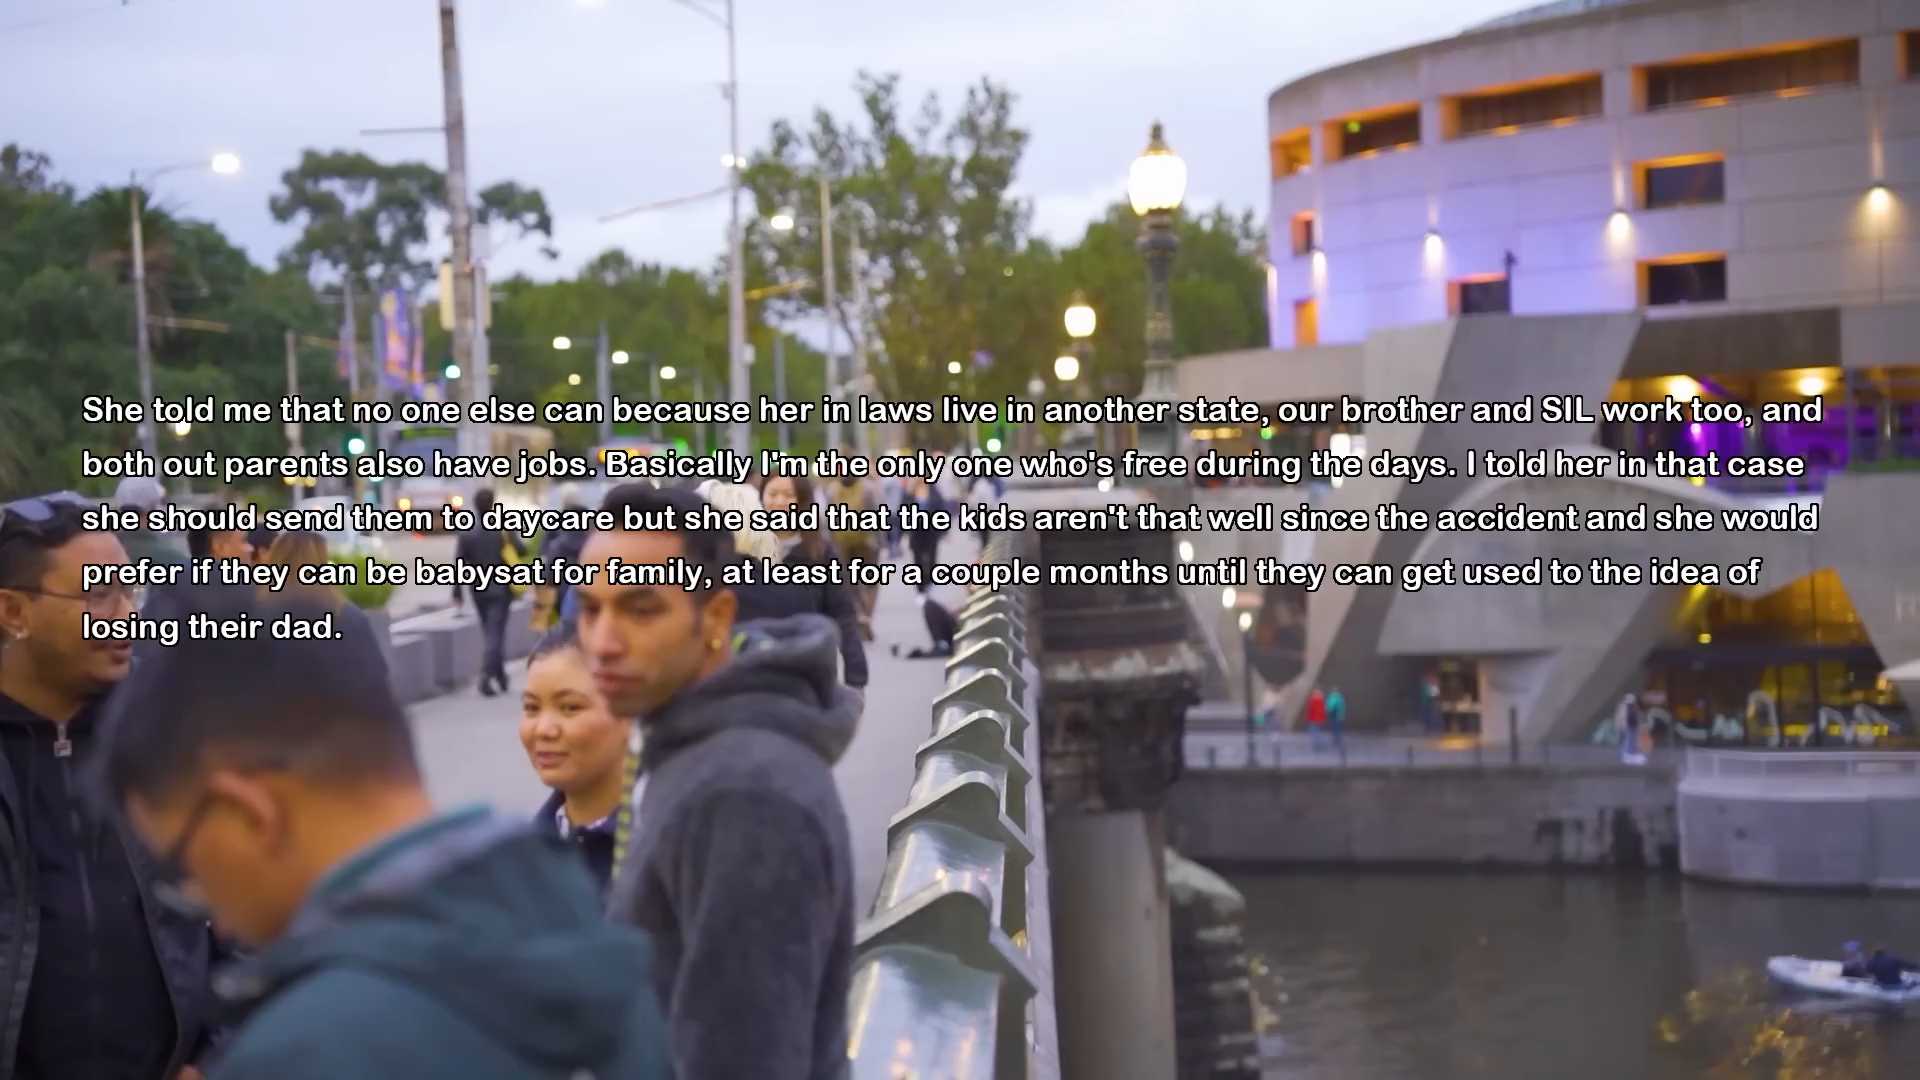 She told me that no one else can because her in laws live in another state, our brother and SIL work too, and
both out parents also have jobs. Basically I'm the only one who's free during the days. I told her in that case
she should send them to daycare but she said that the kids aren't that well since the accident and she would
prefer if they can be babysat for family, at least for a couple months until they can get used to the idea of
losing their dad.